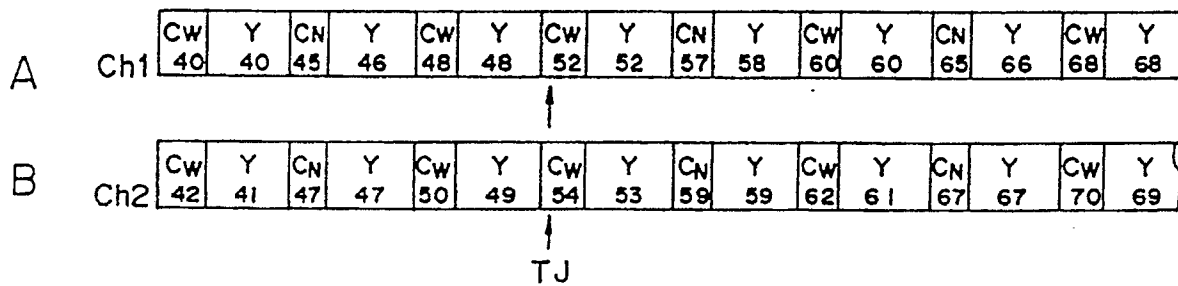 CW Y CN Y CW Y CW Y CN Y CW Y CN Y CW Y
A Ch1 40 40 45 46 48 48 52 52 57 58 60 60 65 66 68 68
CW Y CN Y CW Y CW Y CN Y CW Y CN Y CW Y
B Ch2 42 41 47 47 50 49 54 53 59 59 62 61 67 67 70 69
TJ